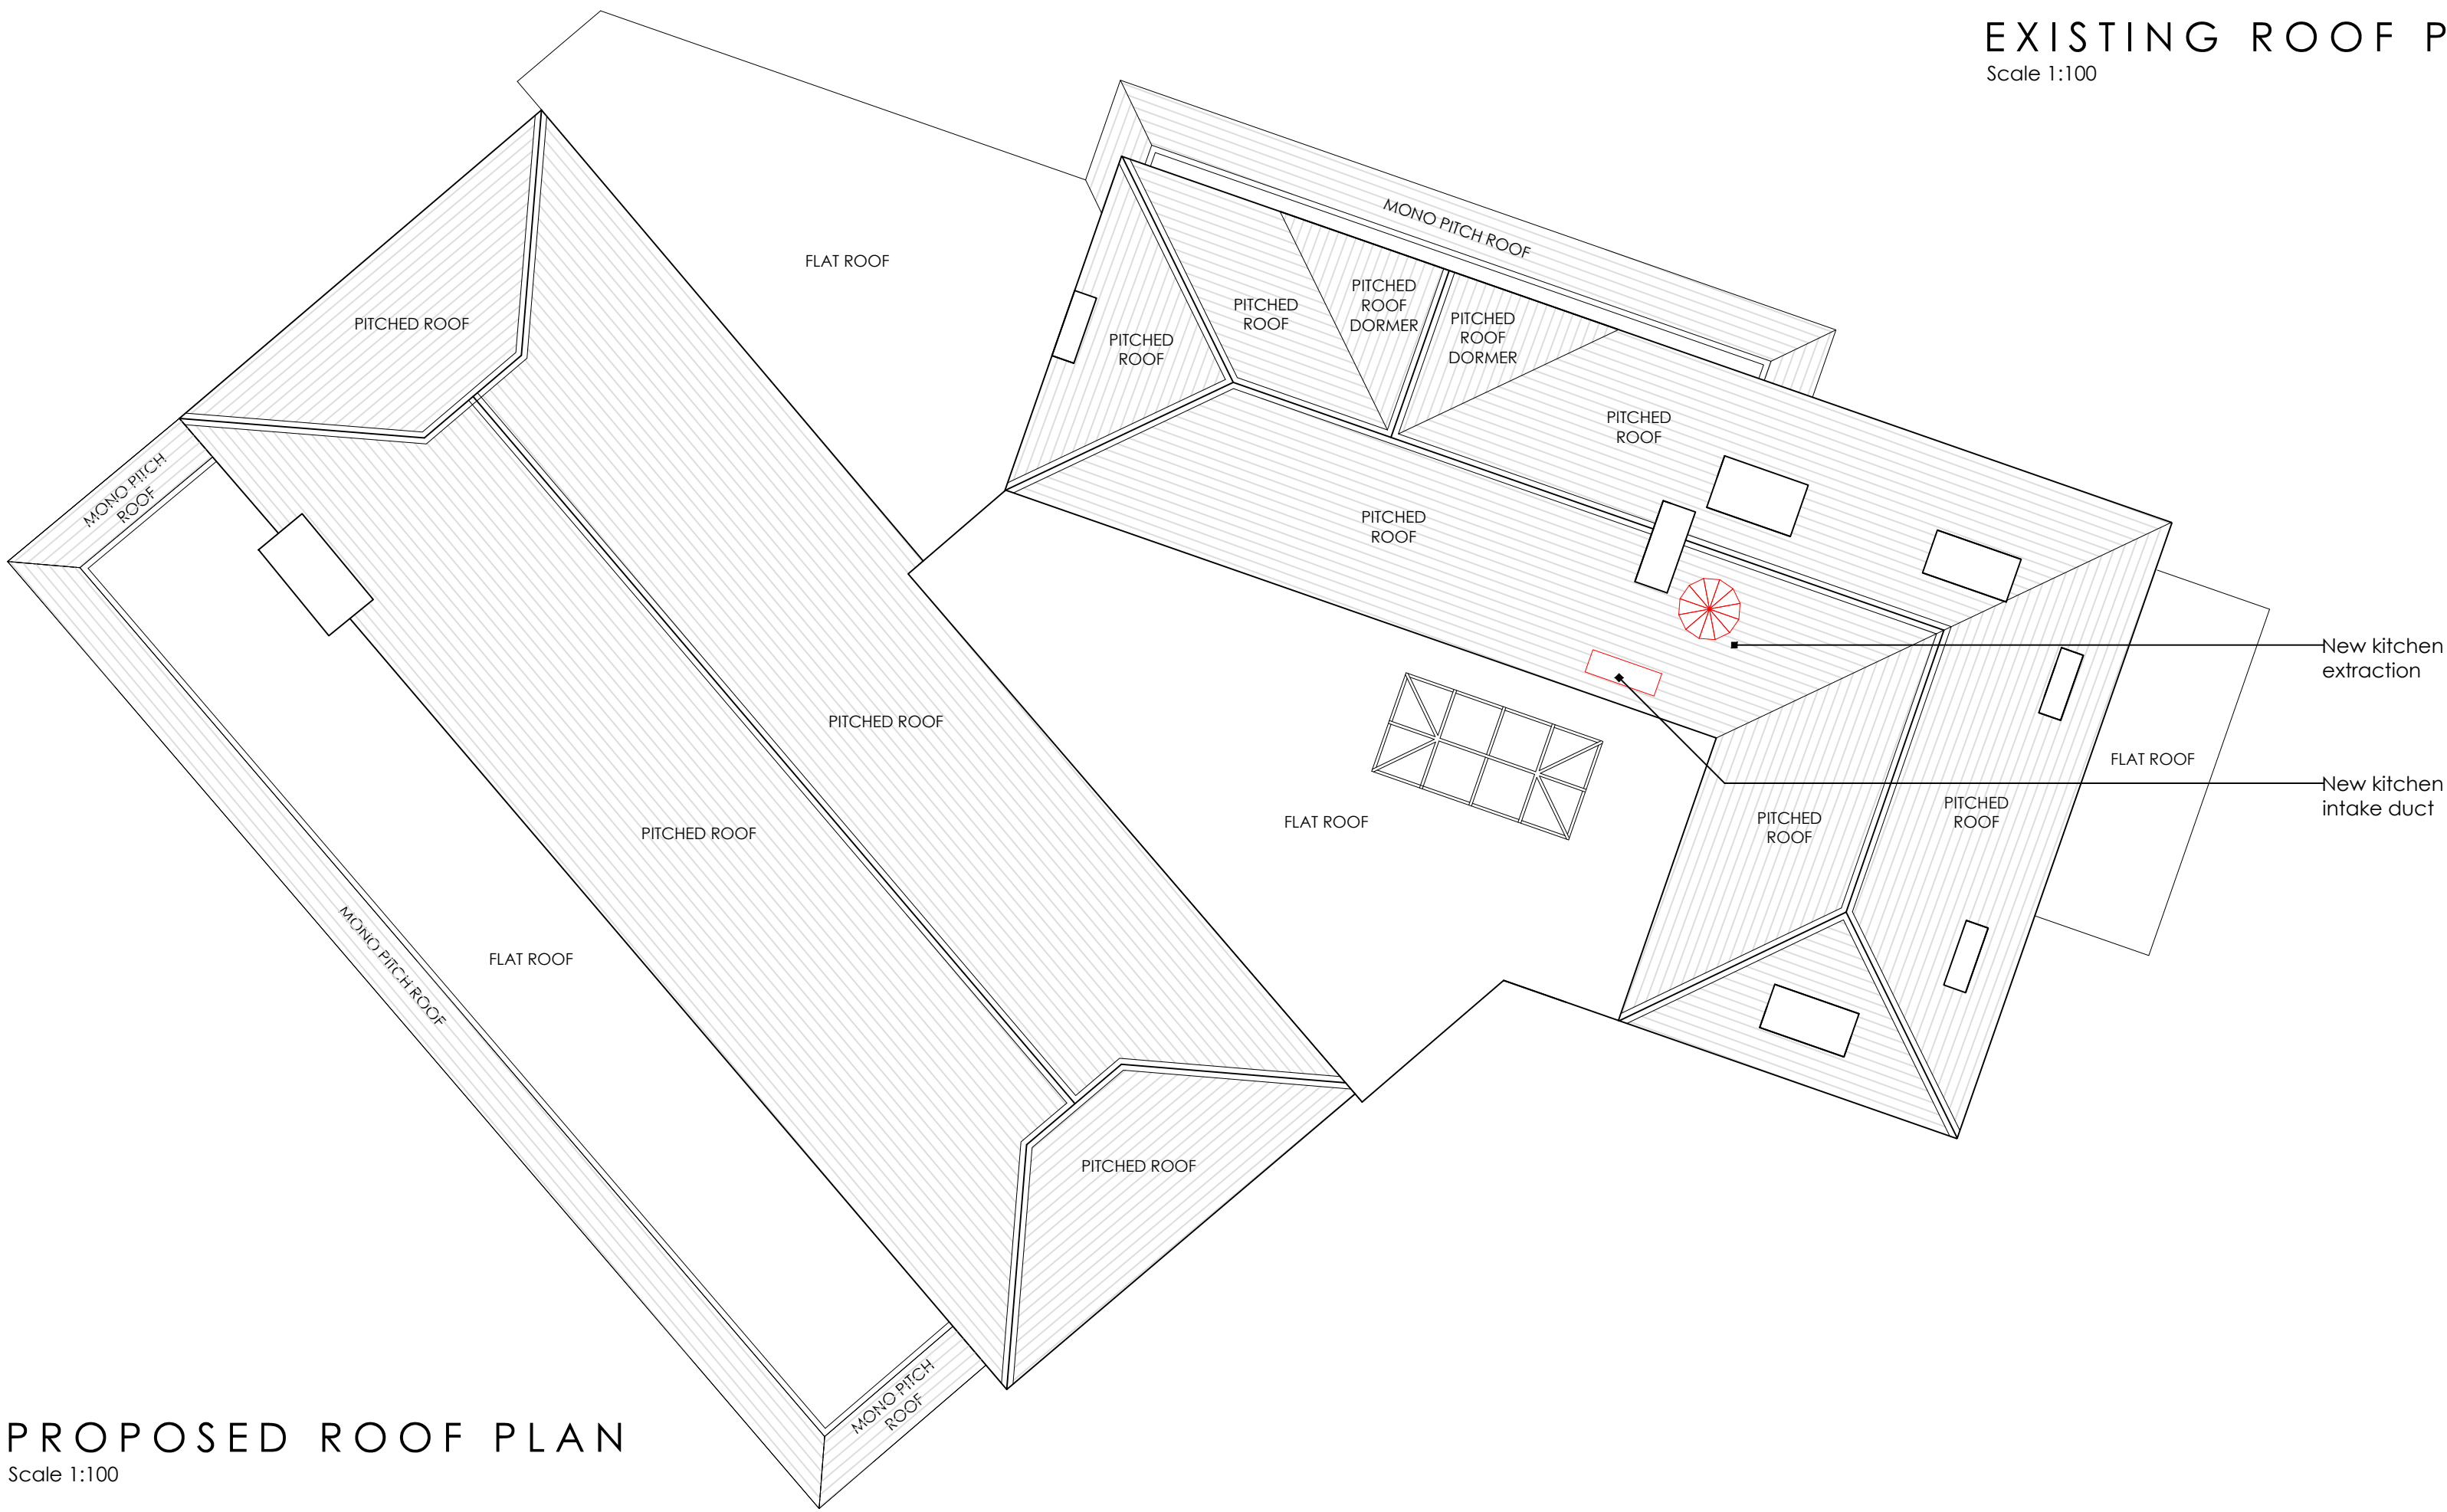 EXISTING ROOF P
Scale 1:100
MONO PITCH ROOF
FLAT ROOF
PITCHED
ROOF
DORMER
PITCHED
ROOF
PITCHED
ROOF
DORMER
PITCHED ROOF
PITCHED
ROOF
PITCHED
ROOF
MONO PITCH
ROOF
PITCHED
ROOF
New kitchen
extraction
PITCHED ROOF
FLAT ROOF
New kitchen
intake duct
PITCHED
ROOF
PITCHED
ROOF
FLAT ROOF
PITCHED ROOF
MONO PITCH ROOF
FLAT ROOF
PITCHED ROOF
MONO PITCH
ROOF
PROPOSED ROOF PLAN
Scale 1:100